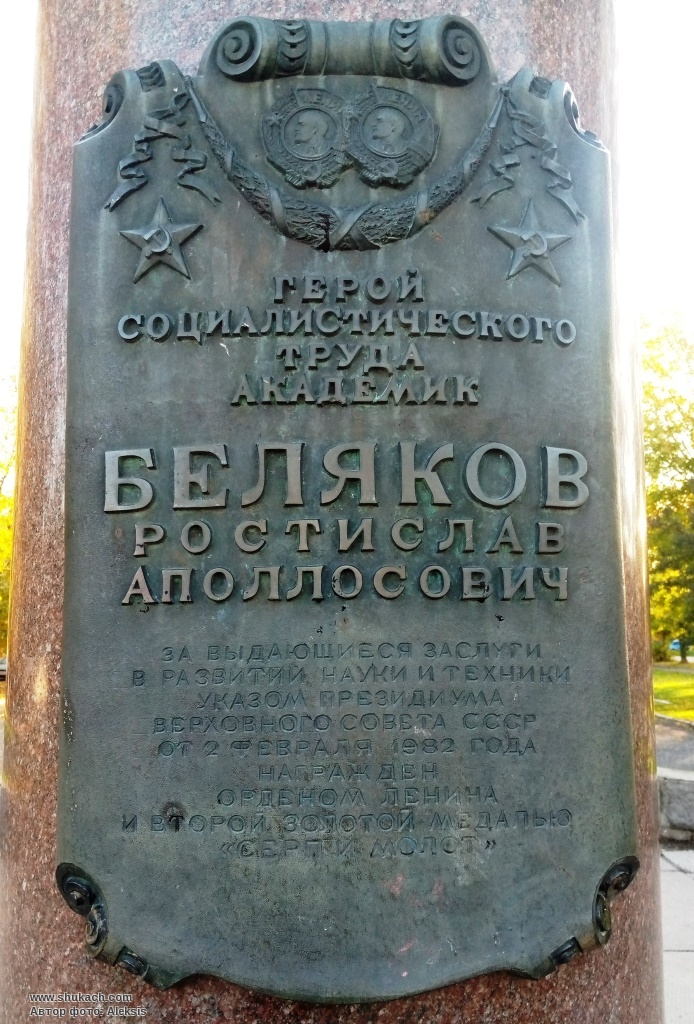 ГЕРОЙ
СОЦИАЛИСТИЧЕСКОГО
ТРУДА
АКАДЕМИК
БЕЛЯКОВ
РОСТИСЛАВ
АПОЛЛОСОВИЧ
ЗА ВЫДАЮЩИЕСЯ ЗАСЛУГИ
В РАЗВИТИИ НАУКИ И ТЕХНИКИ
УКАЗОМ ПРЕЗИДИУМА
ВЕРХОВНОГО СОВЕТА СССР
ОТ 2 ФЕВРАЛЯ 1982 ГОДА
НАГРАЖДЕН
ОРДЕНОМ ЛЕНИНА
И ВТОРОЙ ЗОЛОТОЙ МЕДАЛЬЮ
"СЕРП И МОЛОТ"
www.shukach.com
Автор фото: Aleksis